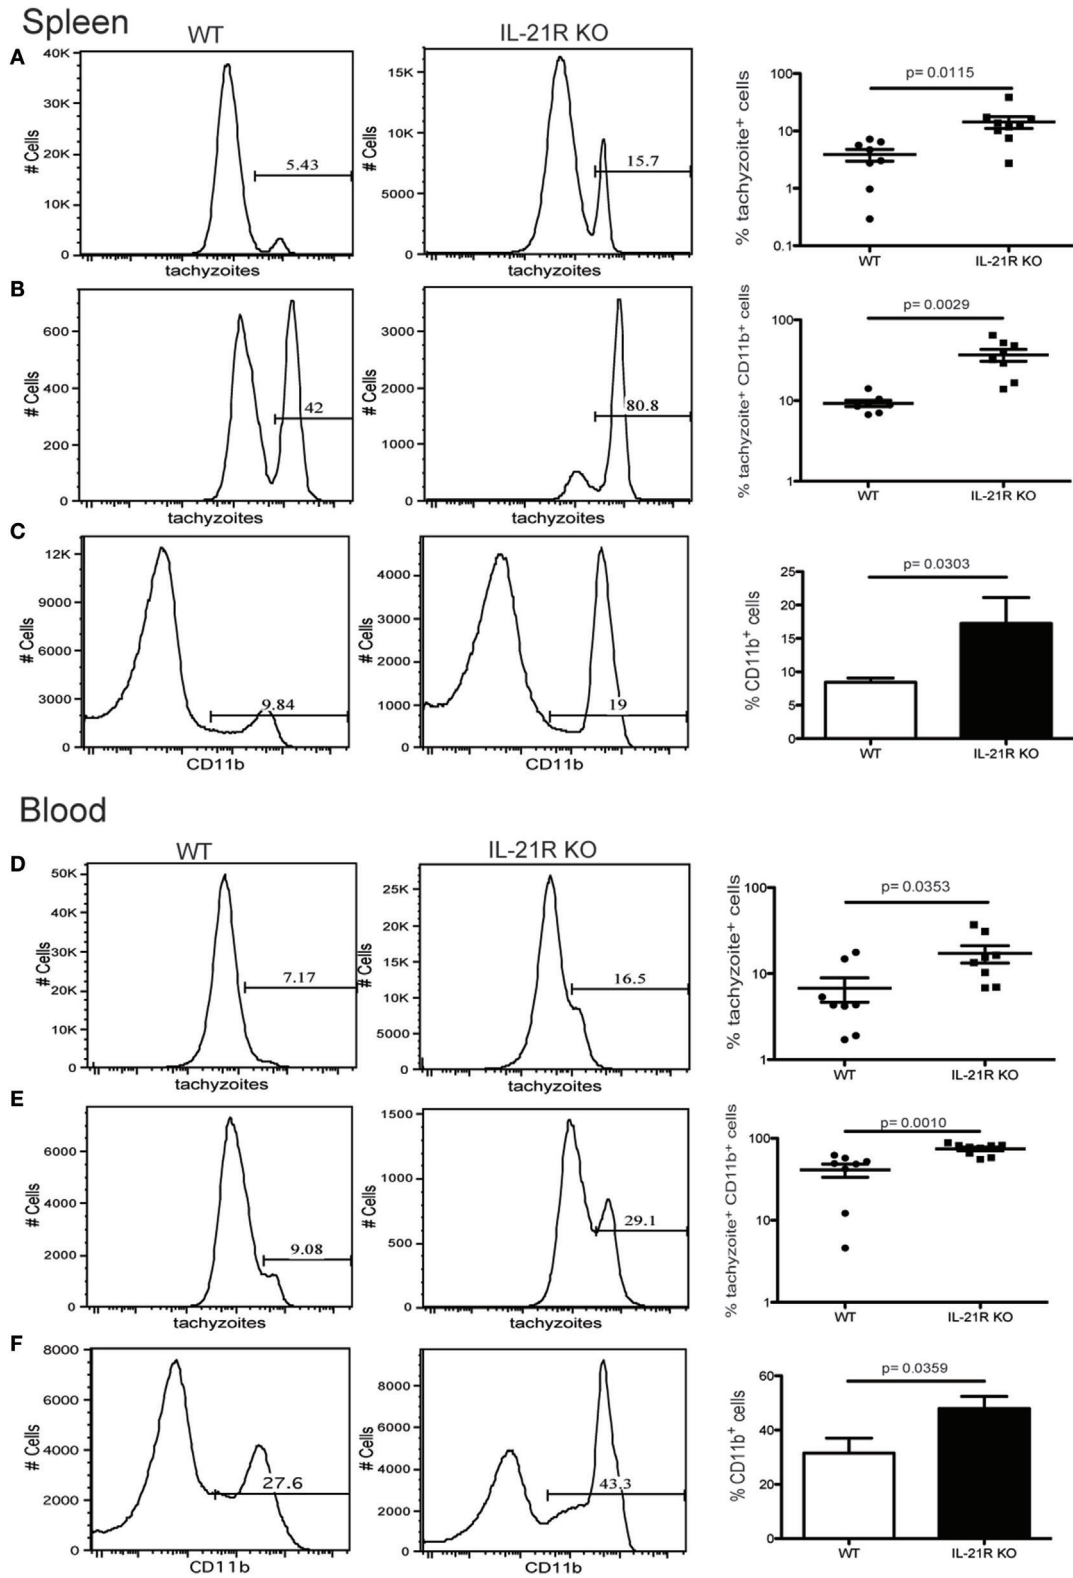 Spleen
WT
IL-21R KO
A
40K
30K
20K
10K
0
# Cells
5.43
tachyzoites
15K
10K
5000
0
# Cells
15.7
tachyzoites
p= 0.0115
100
10
1
0.1
% tachyzoite+ cells
WT
IL-21R KO
B
600
400
200
0
# Cells
42
tachyzoites
3000
2000
1000
0
# Cells
80.8
tachyzoites
p= 0.0029
100
10
1
% tachyzoite+ CD11b+ cells
WT
IL-21R KO
C
12K
9000
6000
3000
0
# Cells
9.84
CD11b
4000
3000
2000
1000
0
# Cells
19
CD11b
p= 0.0303
25
20
15
10
5
0
% CD11b+ cells
WT
IL-21R KO
Blood
WT
IL-21R KO
D
50K
40K
30K
20K
10K
0
# Cells
7.17
tachyzoites
25K
20K
15K
10K
5000
0
# Cells
16.5
tachyzoites
p= 0.0353
100
10
1
% tachyzoite+ cells
WT
IL-21R KO
E
6000
4000
2000
0
# Cells
9.08
tachyzoites
1500
1000
500
0
# Cells
29.1
tachyzoites
p= 0.0010
100
10
1
% tachyzoite+ CD11b+ cells
WT
IL-21R KO
F
8000
6000
4000
2000
0
# Cells
27.6
CD11b
8000
6000
4000
2000
0
# Cells
43.3
CD11b
p= 0.0359
60
40
20
0
% CD11b+ cells
WT
IL-21R KO